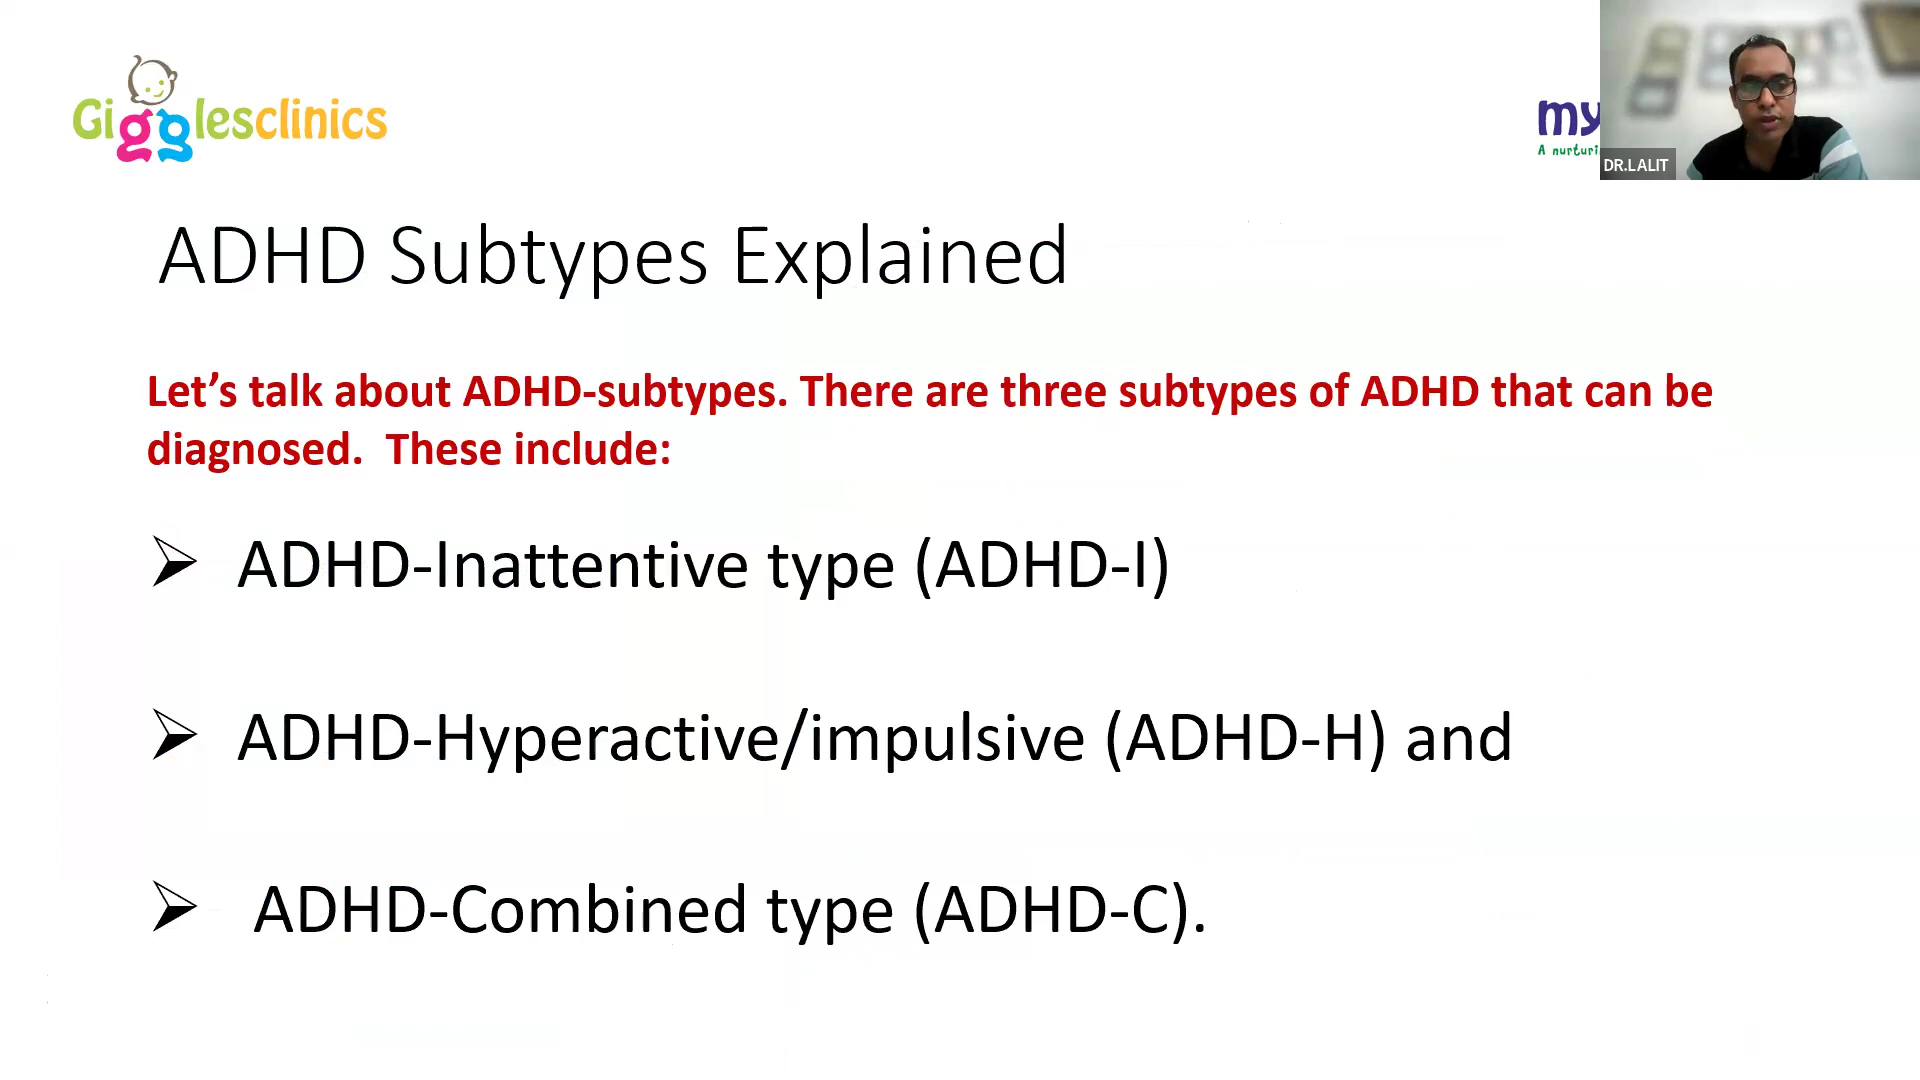 Gigglesclinics
my
A nurturi
DR.LALIT
ADHD Subtypes Explained
Let’s talk about ADHD-subtypes. There are three subtypes of ADHD that can be
diagnosed.  These include:
ADHD-Inattentive type (ADHD-I)
ADHD-Hyperactive/impulsive (ADHD-H) and
ADHD-Combined type (ADHD-C).